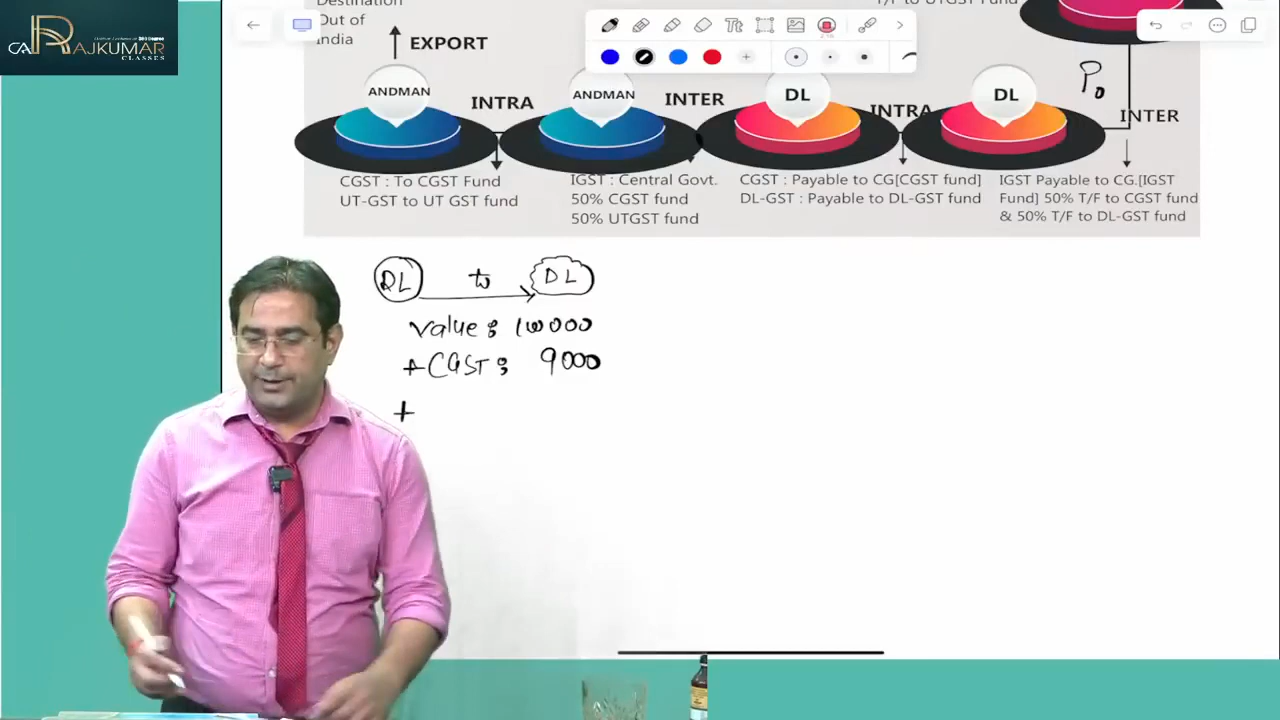 CA RAJKUMAR
CLASSES
Destination
Out of
India
EXPORT
T/F to UTGST Fund
ANDMAN
INTRA
ANDMAN
INTER
DL
INTRA
DL
P0
INTER
CGST : To CGST Fund
UT-GST to UT GST fund
IGST : Central Govt.
50% CGST fund
50% UTGST fund
CGST : Payable to CG[CGST fund]
DL-GST : Payable to DL-GST fund
IGST Payable to CG.[IGST
Fund] 50% T/F to CGST fund
& 50% T/F to DL-GST fund
DL to DL
Value : 100000
+ CGST : 9000
+